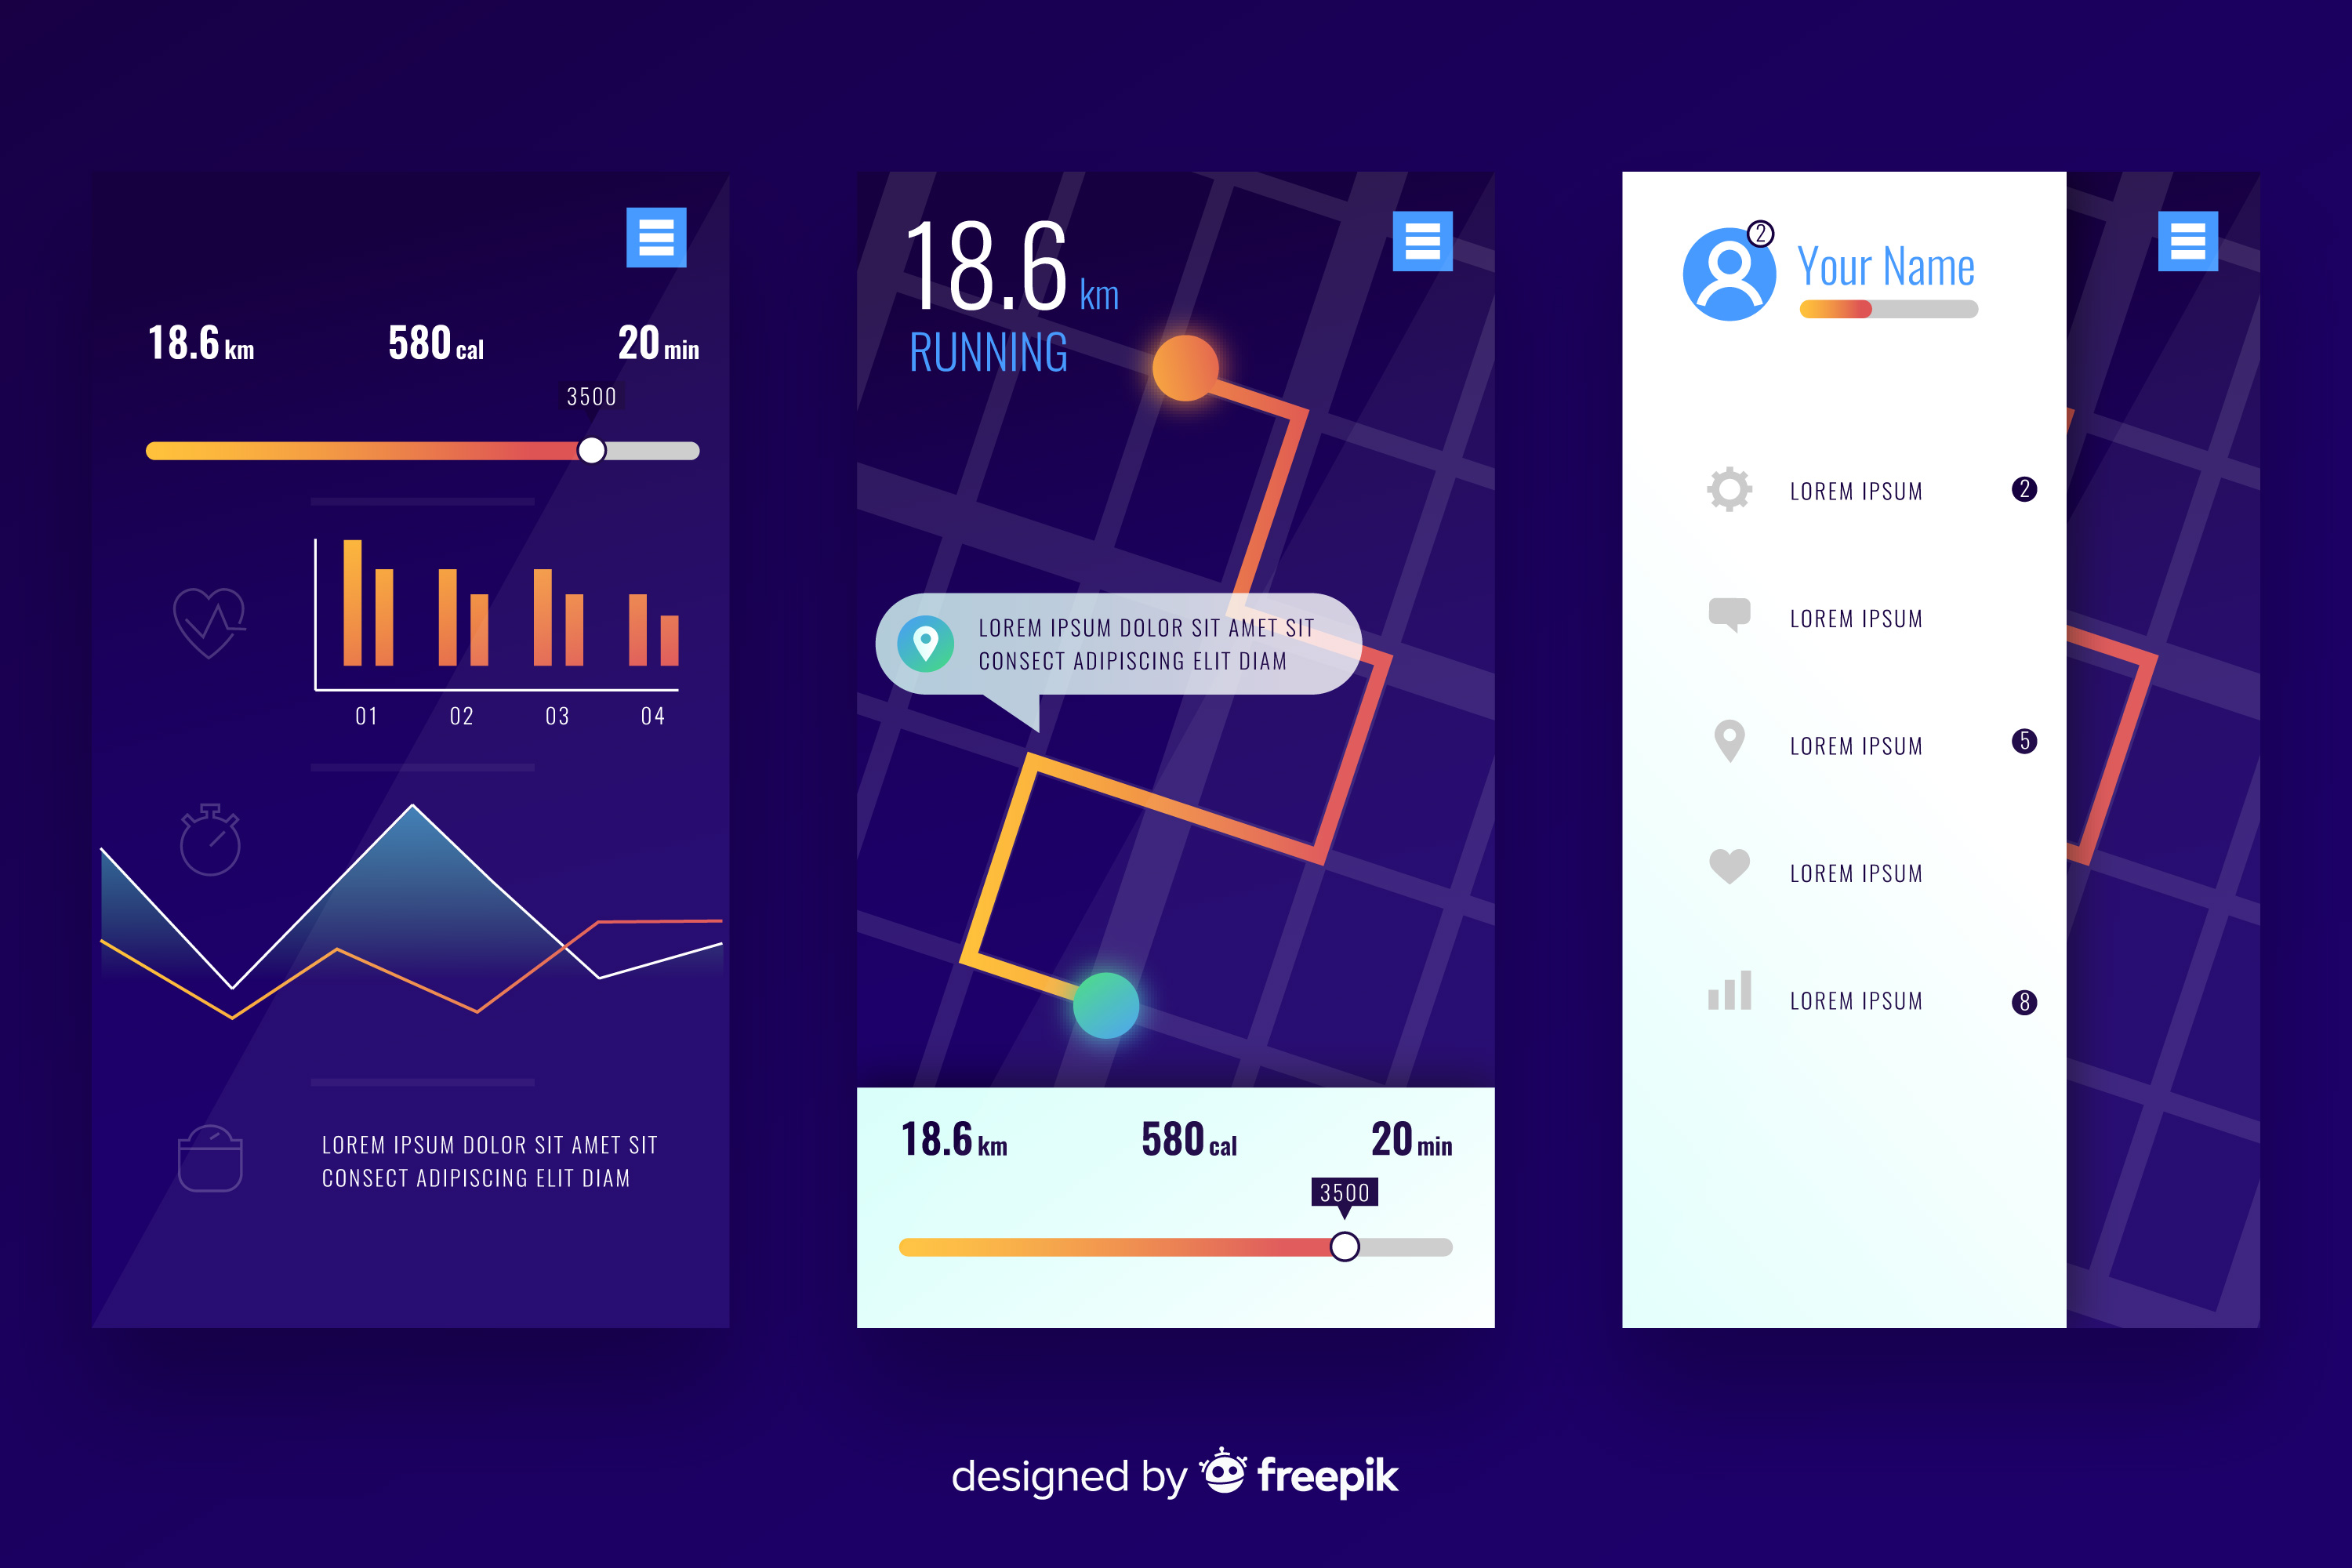 18.6 km 580 cal 20 min
3500
01 02 03 04
LOREM IPSUM DOLOR SIT AMET SIT
CONSECT ADIPISCING ELIT DIAM
18.6 km
RUNNING
LOREM IPSUM DOLOR SIT AMET SIT
CONSECT ADIPISCING ELIT DIAM
18.6 km 580 cal 20 min
3500
2
Your Name
LOREM IPSUM 2
LOREM IPSUM
LOREM IPSUM 5
LOREM IPSUM
LOREM IPSUM 8
designed by freepik